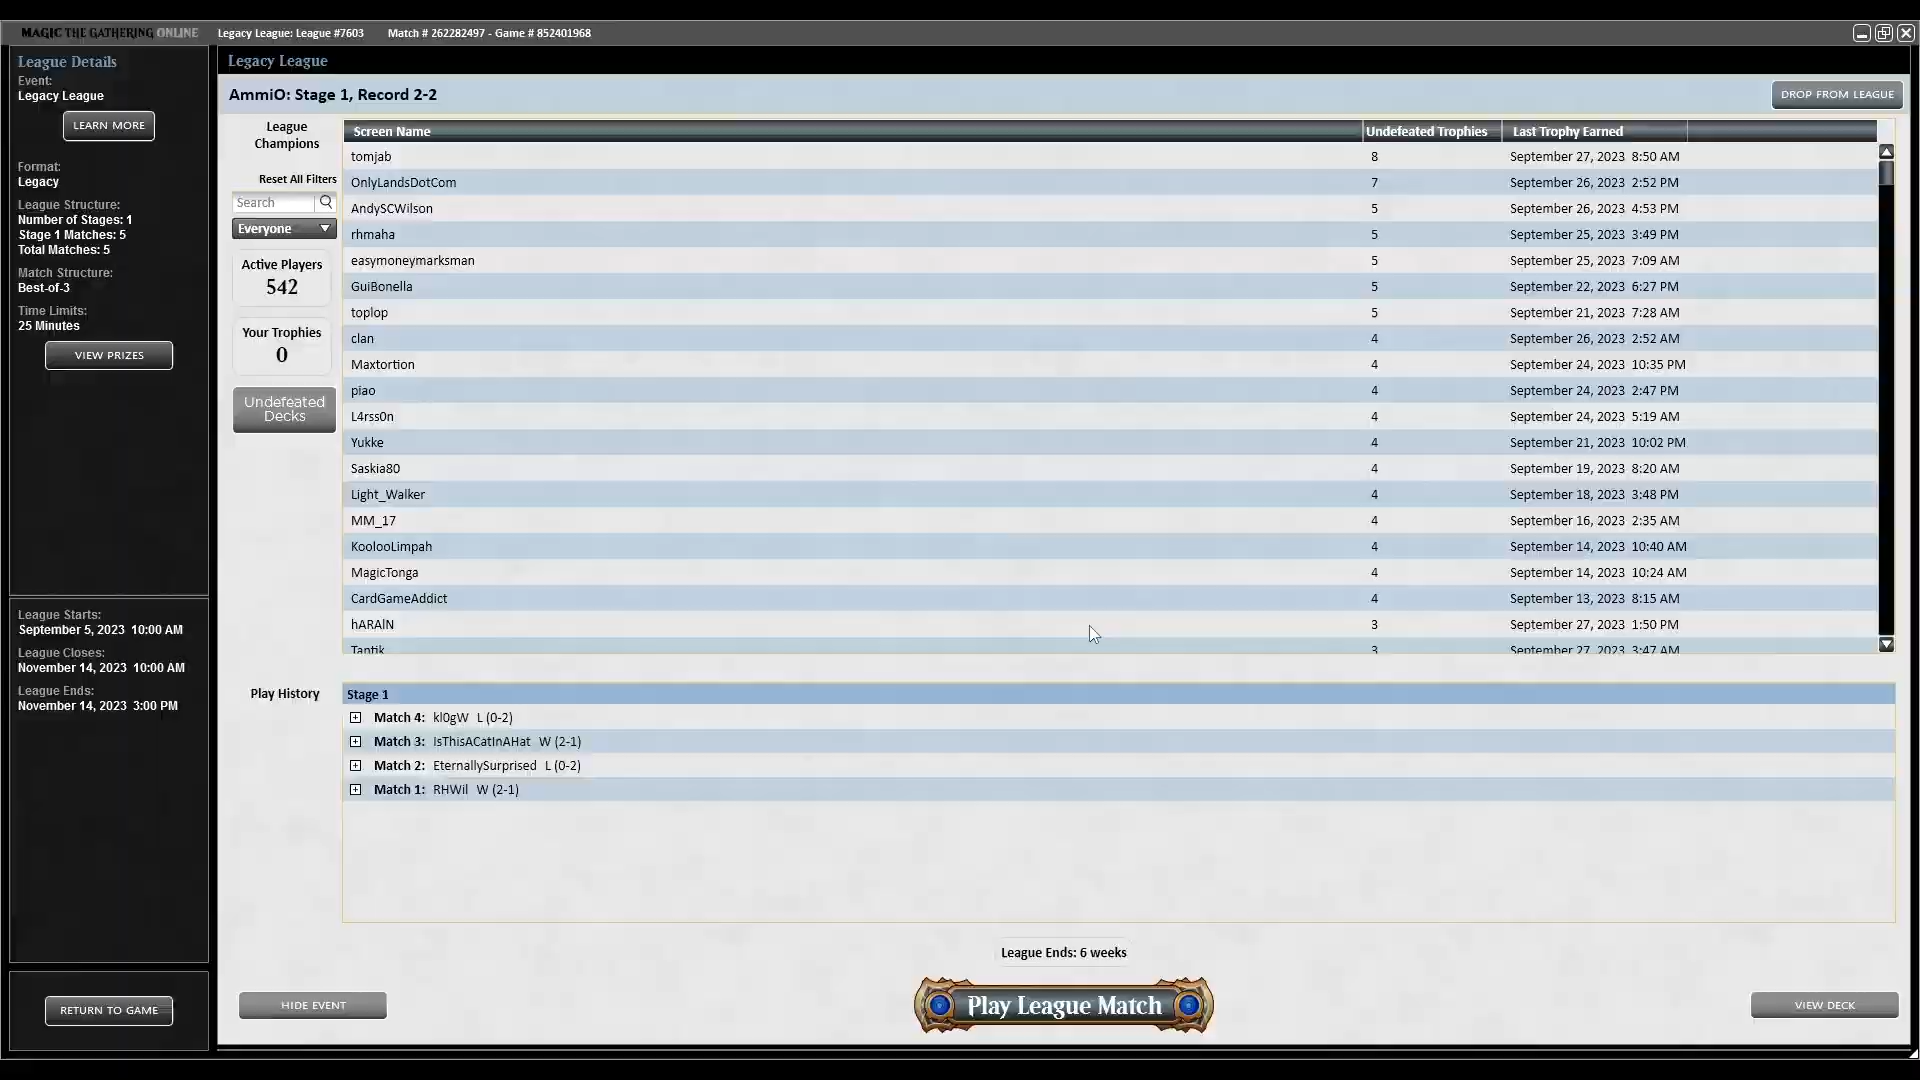 MAGIC THE GATHERING ONLINE
Legacy League: League #7603 Match # 262282497 - Game # 852401968
League Details
Event:
Legacy League
LEARN MORE
Format:
Legacy
League Structure:
Number of Stages: 1
Stage 1 Matches: 5
Total Matches: 5
Match Structure:
Best-of-3
Time Limits:
25 Minutes
VIEW PRIZES
League Starts:
September 5, 2023 10:00 AM
League Closes:
November 14, 2023 10:00 AM
League Ends:
November 14, 2023 3:00 PM
RETURN TO GAME
Legacy League
AmmiO: Stage 1, Record 2-2
DROP FROM LEAGUE
League
Champions
Reset All Filters
Search
Everyone
Active Players
542
Your Trophies
0
Undefeated
Decks
Screen Name Undefeated Trophies Last Trophy Earned
tomjab 8 September 27, 2023 8:50 AM
OnlyLandsDotCom 7 September 26, 2023 2:52 PM
AndySCWilson 5 September 26, 2023 4:53 PM
rhmaha 5 September 25, 2023 3:49 PM
easymoneymarksman 5 September 25, 2023 7:09 AM
GuiBonella 5 September 22, 2023 6:27 PM
toplop 5 September 21, 2023 7:28 AM
clan 4 September 26, 2023 2:52 AM
Maxtortion 4 September 24, 2023 10:35 PM
piao 4 September 24, 2023 2:47 PM
L4rss0n 4 September 24, 2023 5:19 AM
Yukke 4 September 21, 2023 10:02 PM
Saskia80 4 September 19, 2023 8:20 AM
Light_Walker 4 September 18, 2023 3:48 PM
MM_17 4 September 16, 2023 2:35 AM
KoolooLimpah 4 September 14, 2023 10:40 AM
MagicTonga 4 September 14, 2023 10:24 AM
CardGameAddict 4 September 13, 2023 8:15 AM
hARAlN 3 September 27, 2023 1:50 PM
Tantik 3 September 27, 2023 3:47 AM
Play History
Stage 1
Match 4: kl0gW L (0-2)
Match 3: IsThisACatInAHat W (2-1)
Match 2: EternallySurprised L (0-2)
Match 1: RHWil W (2-1)
League Ends: 6 weeks
HIDE EVENT
Play League Match
VIEW DECK